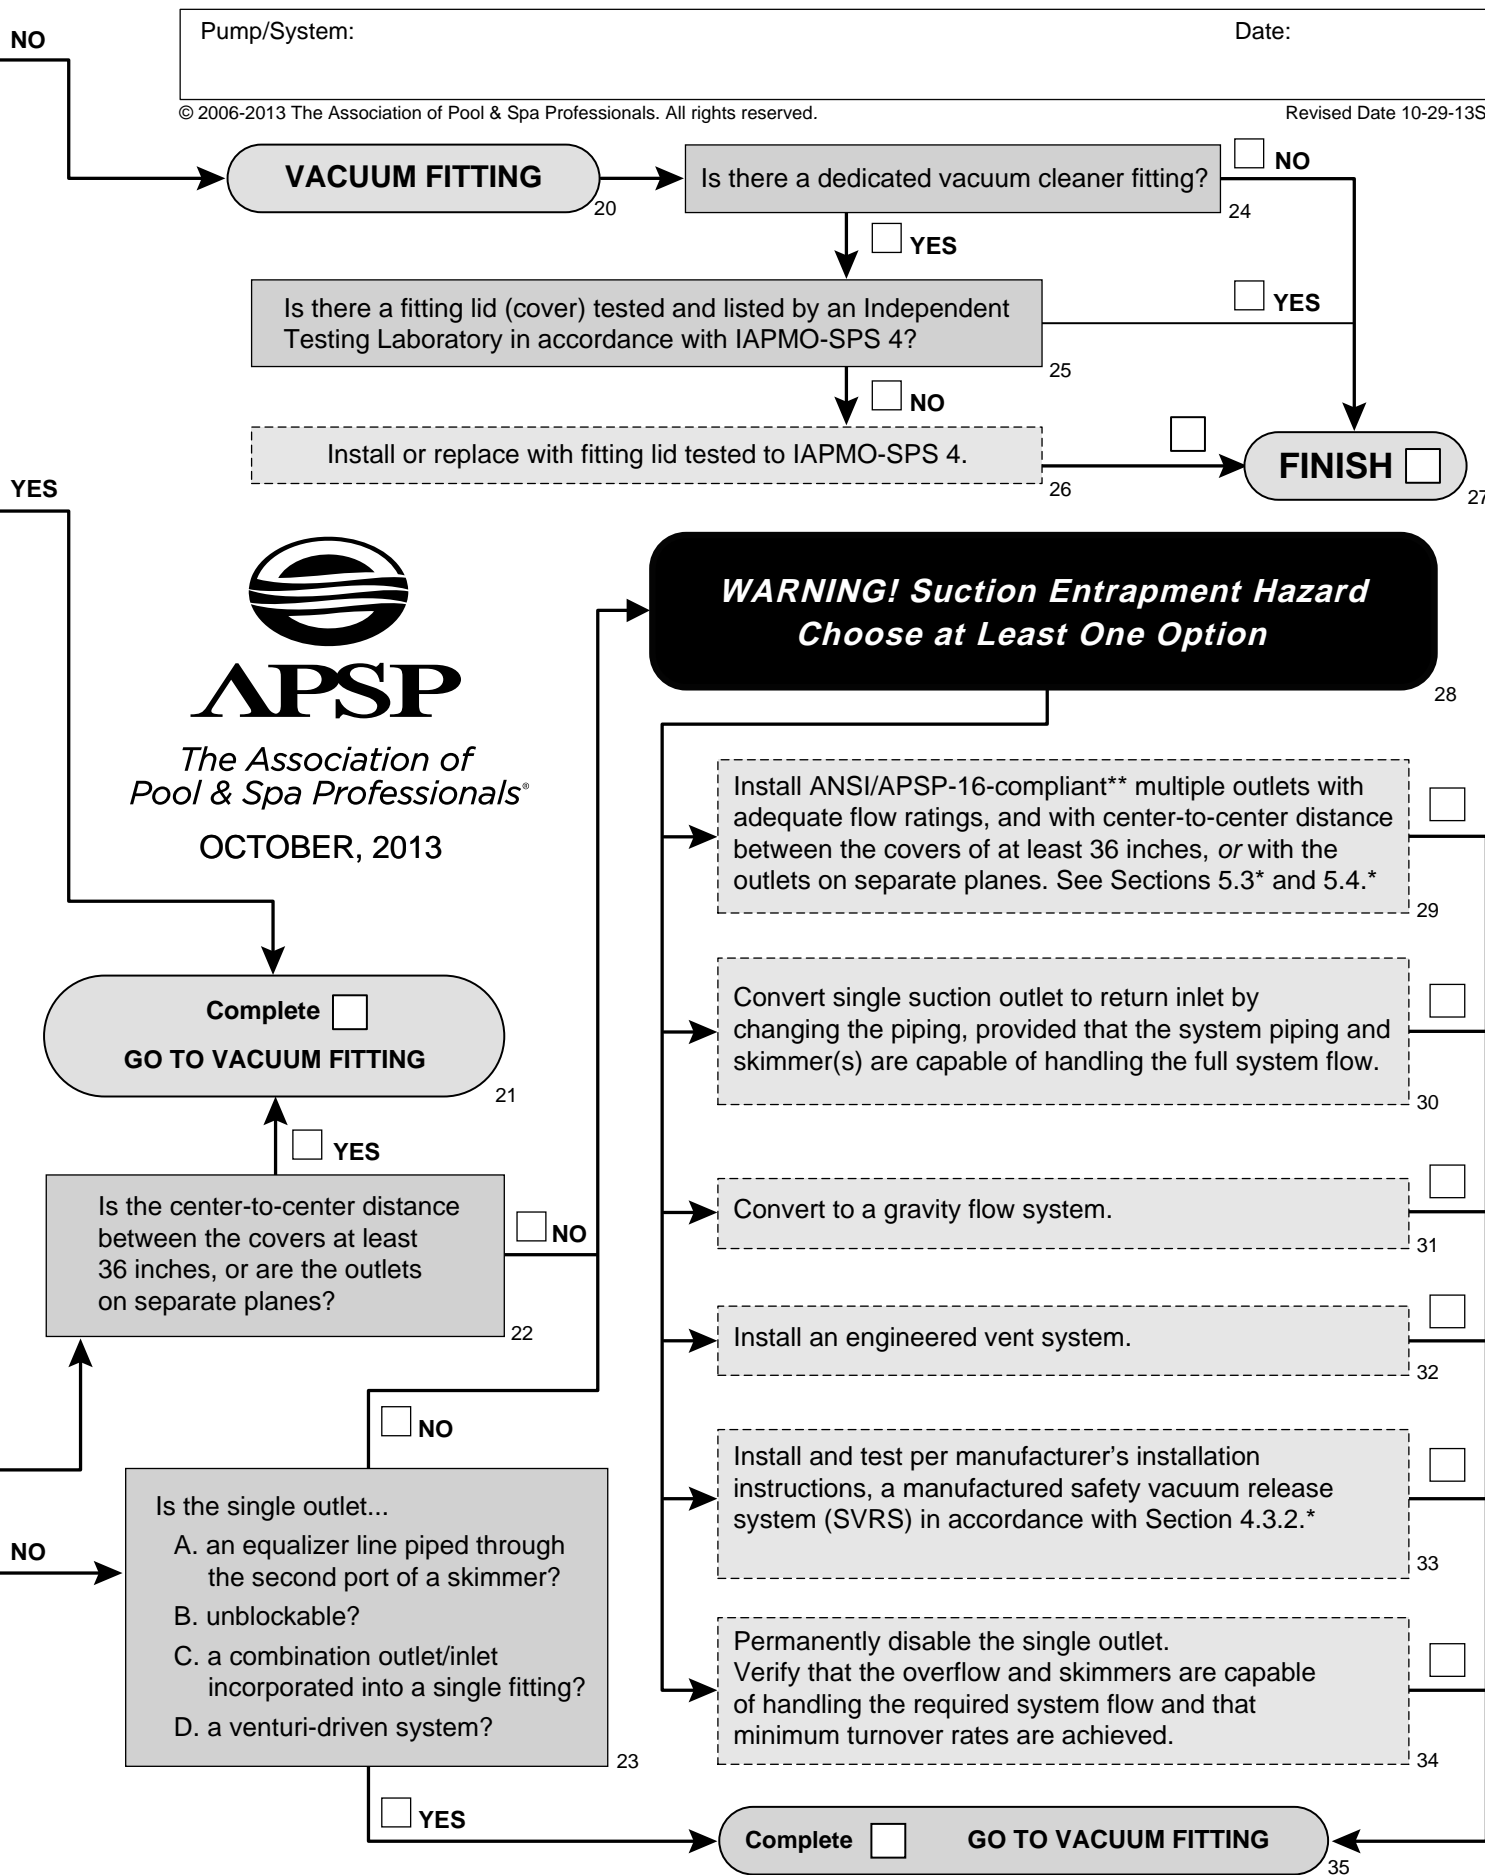 NO
Pump/System: Date:
© 2006-2013 The Association of Pool & Spa Professionals. All rights reserved. Revised Date 10-29-13S
VACUUM FITTING
20
Is there a dedicated vacuum cleaner fitting?
24
NO
YES
Is there a fitting lid (cover) tested and listed by an Independent
Testing Laboratory in accordance with IAPMO-SPS 4?
25
YES
NO
Install or replace with fitting lid tested to IAPMO-SPS 4.
26
FINISH
27
YES
APSP
The Association of
Pool & Spa Professionals®
OCTOBER, 2013
WARNING! Suction Entrapment Hazard
Choose at Least One Option
28
Install ANSI/APSP-16-compliant** multiple outlets with
adequate flow ratings, and with center-to-center distance
between the covers of at least 36 inches, or with the
outlets on separate planes. See Sections 5.3* and 5.4.*
29
Complete
GO TO VACUUM FITTING
21
Convert single suction outlet to return inlet by
changing the piping, provided that the system piping and
skimmer(s) are capable of handling the full system flow.
30
YES
Is the center-to-center distance
between the covers at least
36 inches, or are the outlets
on separate planes?
22
NO
Convert to a gravity flow system.
31
Install an engineered vent system.
32
NO
Install and test per manufacturer's installation
instructions, a manufactured safety vacuum release
system (SVRS) in accordance with Section 4.3.2.*
33
NO
Is the single outlet...
A. an equalizer line piped through
the second port of a skimmer?
B. unblockable?
C. a combination outlet/inlet
incorporated into a single fitting?
D. a venturi-driven system?
23
Permanently disable the single outlet.
Verify that the overflow and skimmers are capable
of handling the required system flow and that
minimum turnover rates are achieved.
34
YES
Complete GO TO VACUUM FITTING
35